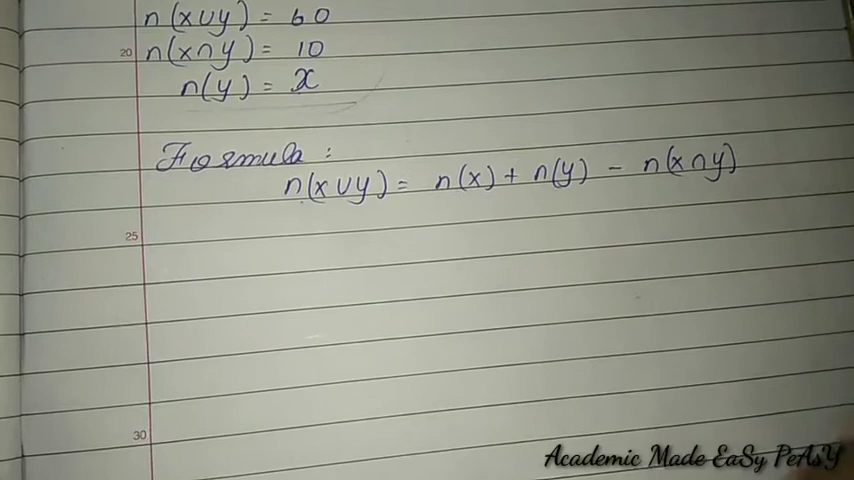 n(x∪y) = 60
20
n(x∩y) = 10
n(y) = x
Formula :
n(x∪y) = n(x) + n(y) - n(x∩y)
25
30
Academic Made EaSy PeAsY